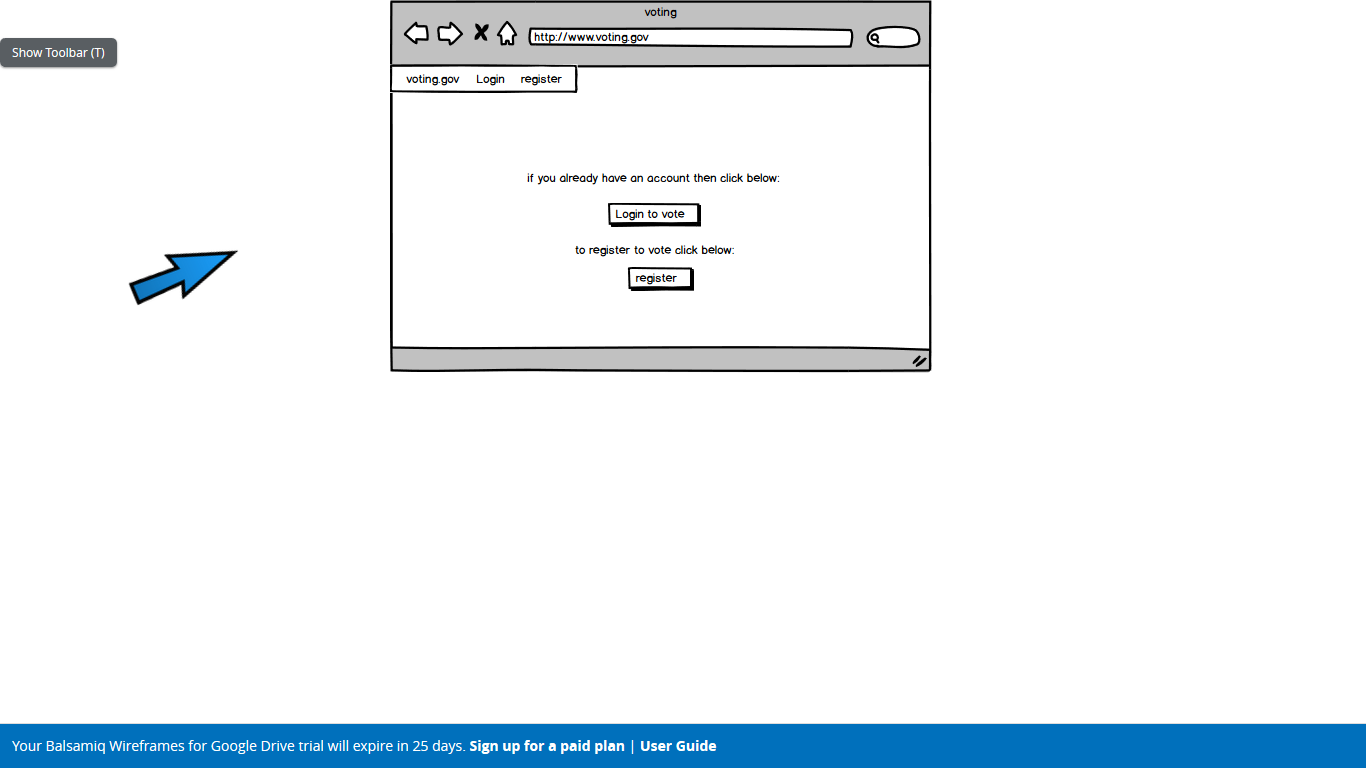 voting
http://www.voting.gov
Show Toolbar (T)
voting.gov Login register
if you already have an account then click below:
Login to vote
to register to vote click below:
register
Your Balsamiq Wireframes for Google Drive trial will expire in 25 days. Sign up for a paid plan | User Guide